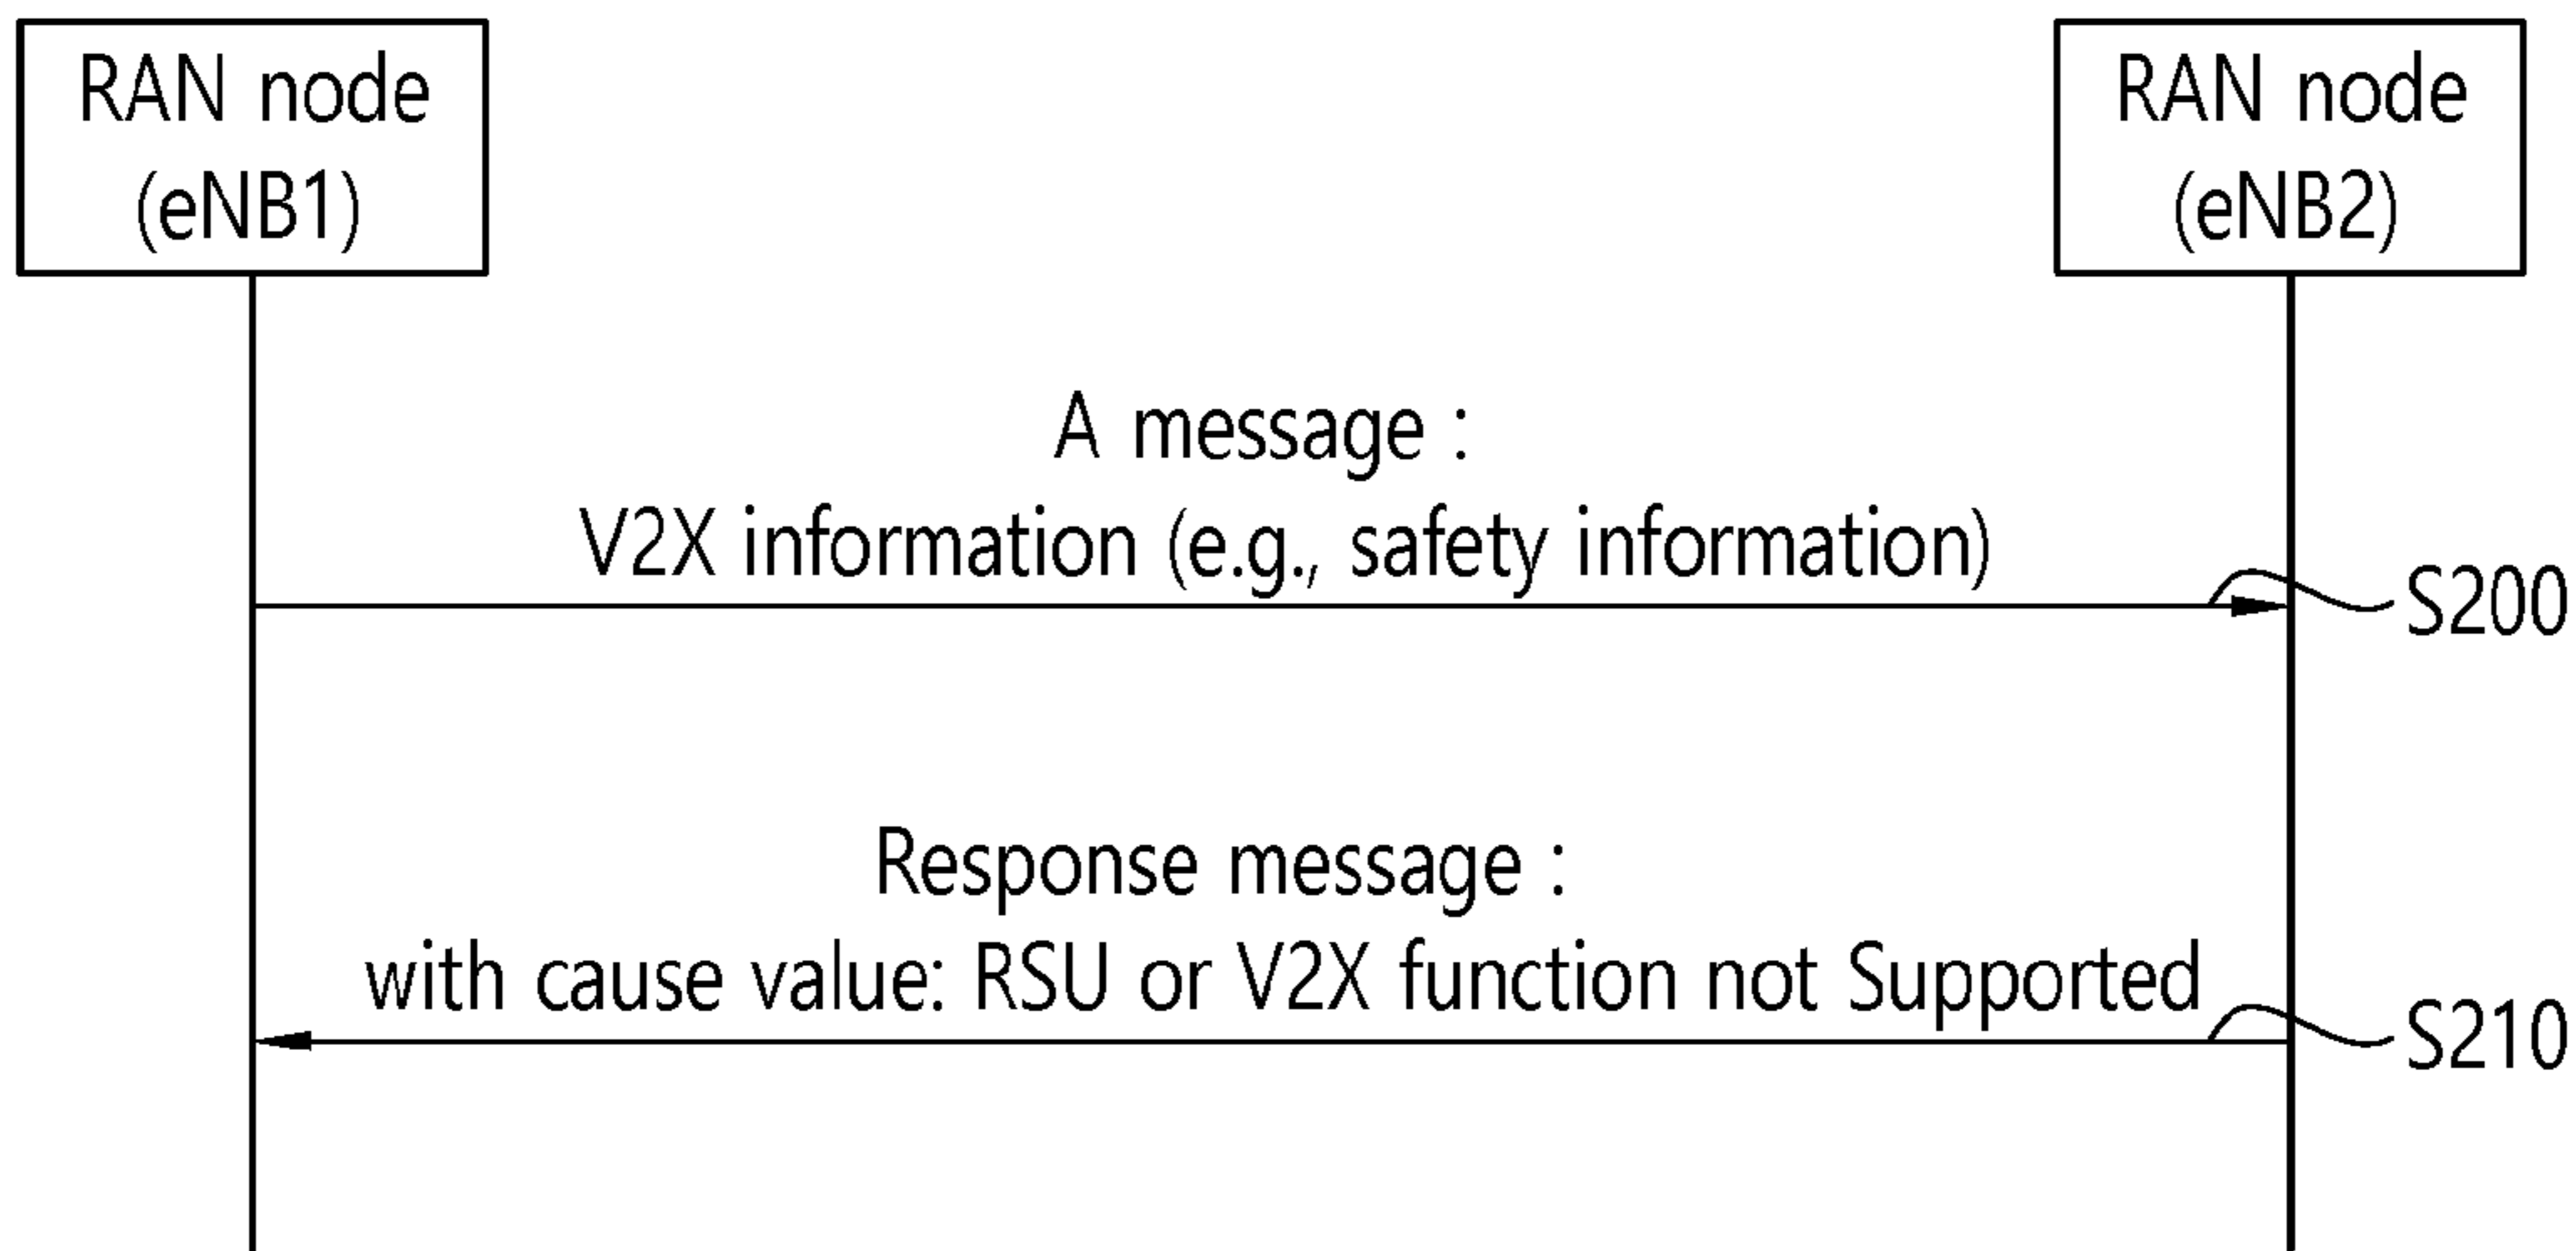 RAN node
(eNB1)
RAN node
(eNB2)
A message :
V2X information (e.g., safety information)
S200
Response message :
with cause value: RSU or V2X function not Supported
S210